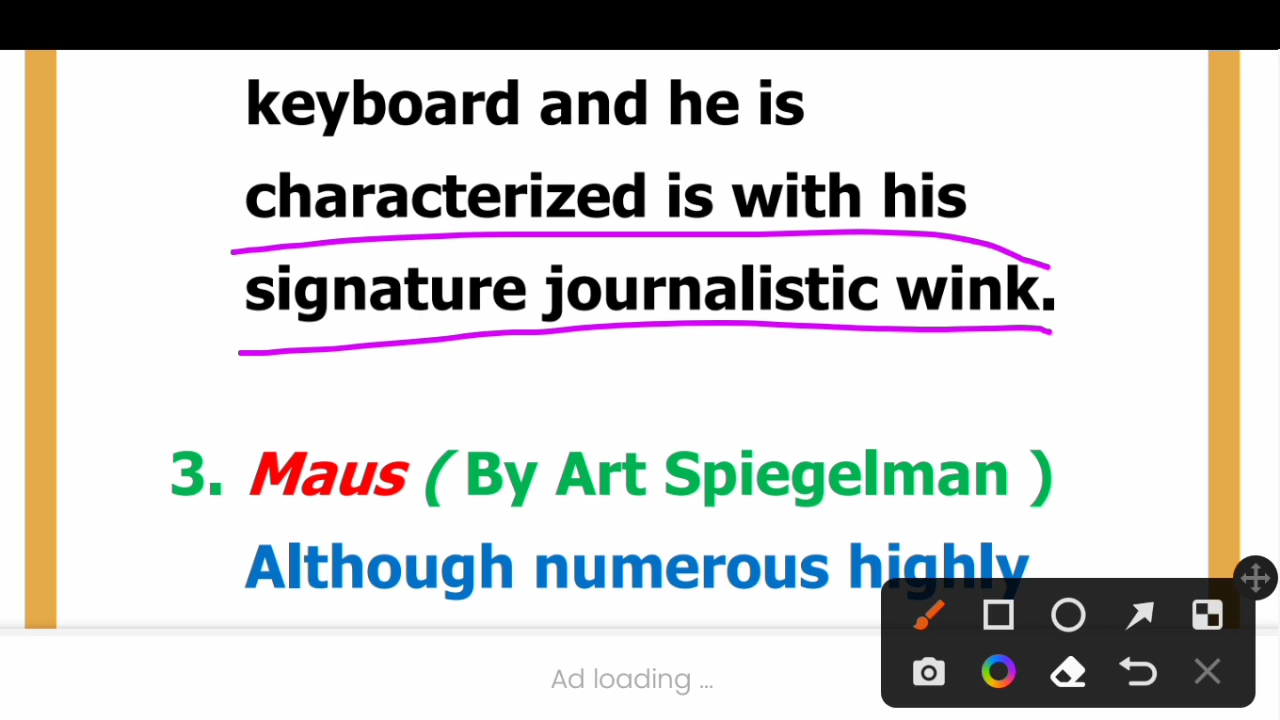 keyboard and he is
characterized is with his
signature journalistic wink.
3. Maus ( By Art Spiegelman )
Although numerous highly
Ad loading ...